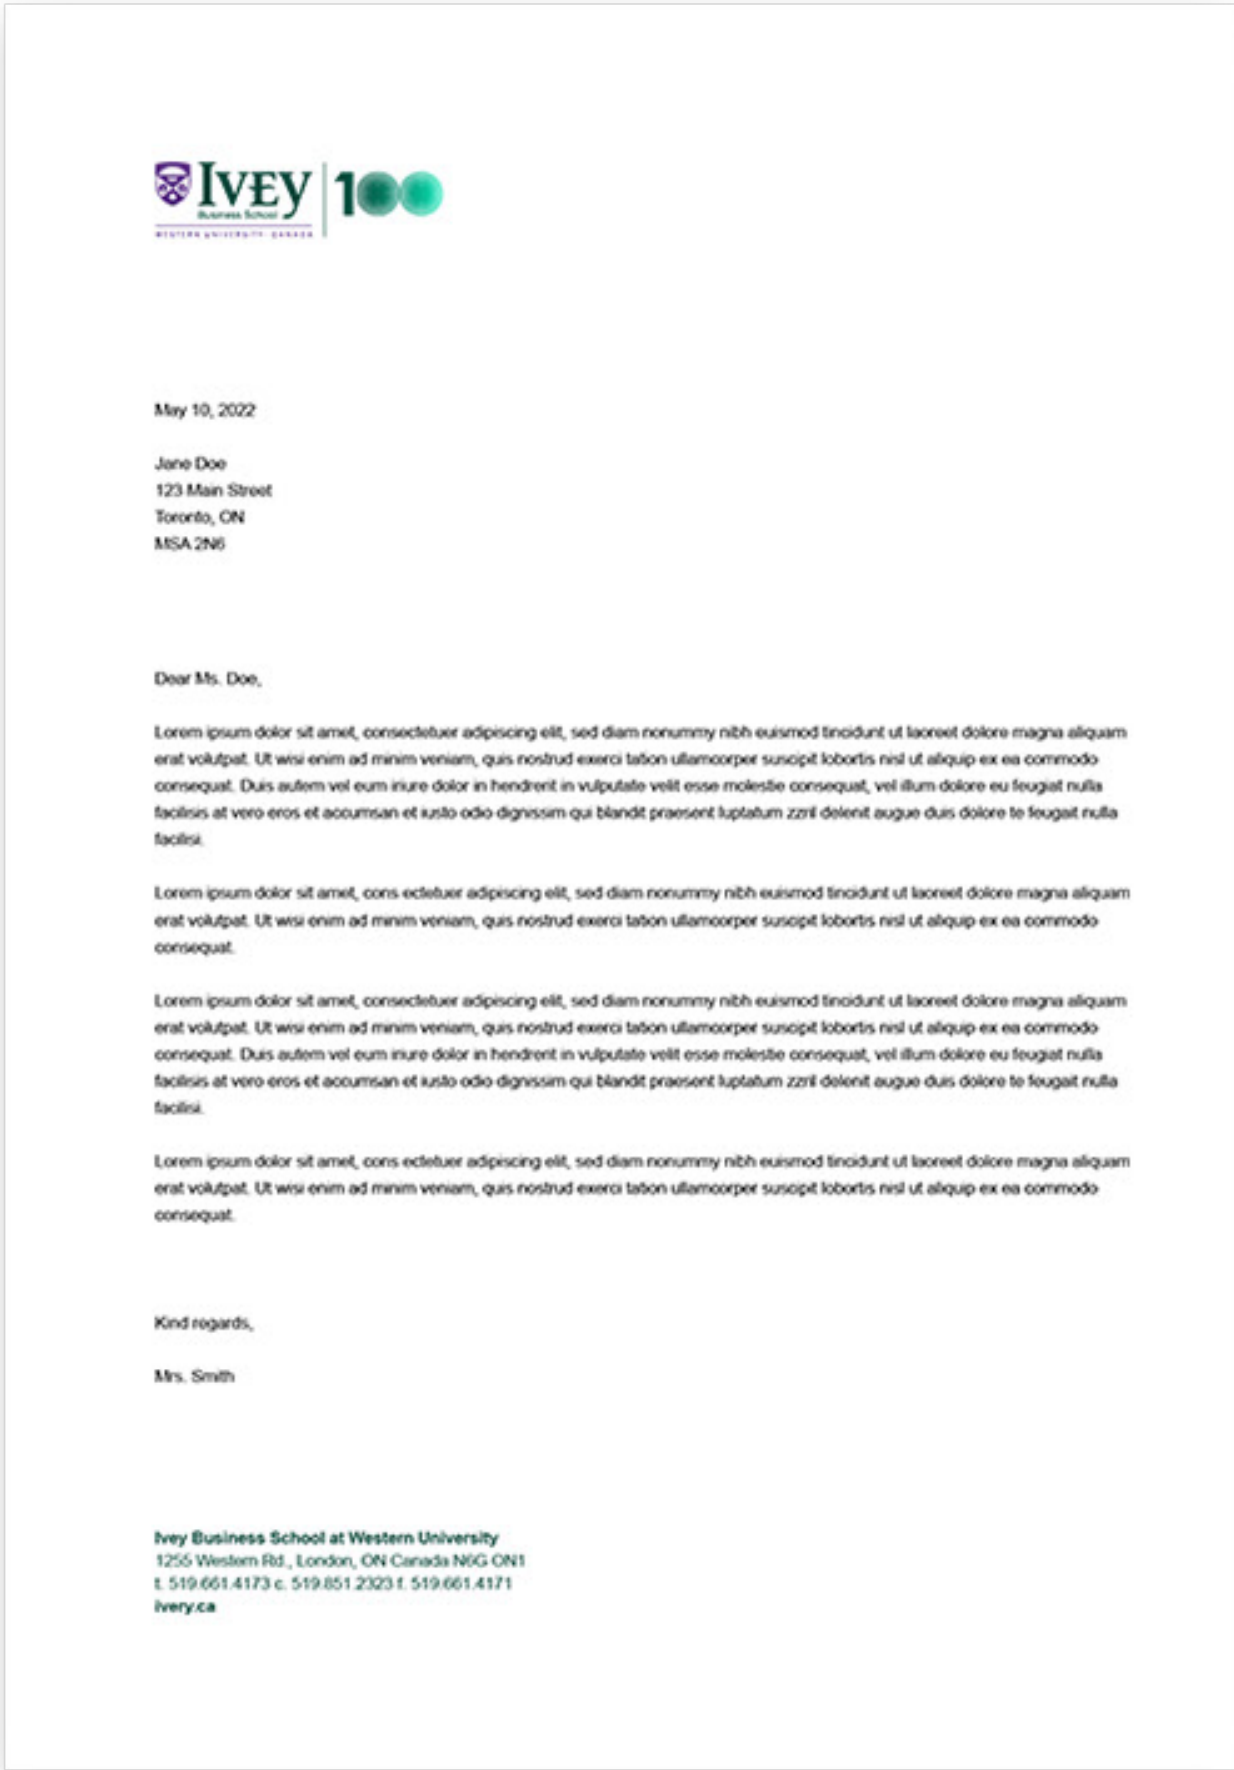 IVEY
Business School
WESTERN UNIVERSITY · CANADA
100
May 10, 2022
Jane Doe
123 Main Street
Toronto, ON
MSA 2N6
Dear Ms. Doe,
Lorem ipsum dolor sit amet, consectetuer adipiscing elit, sed diam nonummy nibh euismod tincidunt ut laoreet dolore magna aliquam
erat volutpat. Ut wisi enim ad minim veniam, quis nostrud exerci tation ullamcorper suscipit lobortis nisl ut aliquip ex ea commodo
consequat. Duis autem vel eum iriure dolor in hendrerit in vulputate velit esse molestie consequat, vel illum dolore eu feugiat nulla
facilisis at vero eros et accumsan et iusto odio dignissim qui blandit praesent luptatum zzril delenit augue duis dolore te feugait nulla
facilisi.
Lorem ipsum dolor sit amet, cons ectetuer adipiscing elit, sed diam nonummy nibh euismod tincidunt ut laoreet dolore magna aliquam
erat volutpat. Ut wisi enim ad minim veniam, quis nostrud exerci tation ullamcorper suscipit lobortis nisl ut aliquip ex ea commodo
consequat.
Lorem ipsum dolor sit amet, consectetuer adipiscing elit, sed diam nonummy nibh euismod tincidunt ut laoreet dolore magna aliquam
erat volutpat. Ut wisi enim ad minim veniam, quis nostrud exerci tation ullamcorper suscipit lobortis nisl ut aliquip ex ea commodo
consequat. Duis autem vel eum iriure dolor in hendrerit in vulputate velit esse molestie consequat, vel illum dolore eu feugiat nulla
facilisis at vero eros et accumsan et iusto odio dignissim qui blandit praesent luptatum zzril delenit augue duis dolore te feugait nulla
facilisi.
Lorem ipsum dolor sit amet, cons ectetuer adipiscing elit, sed diam nonummy nibh euismod tincidunt ut laoreet dolore magna aliquam
erat volutpat. Ut wisi enim ad minim veniam, quis nostrud exerci tation ullamcorper suscipit lobortis nisl ut aliquip ex ea commodo
consequat.
Kind regards,
Mrs. Smith
Ivey Business School at Western University
1255 Western Rd., London, ON Canada N6G ON1
t. 519.661.4173 c. 519.851.2323 f. 519.661.4171
ivery.ca